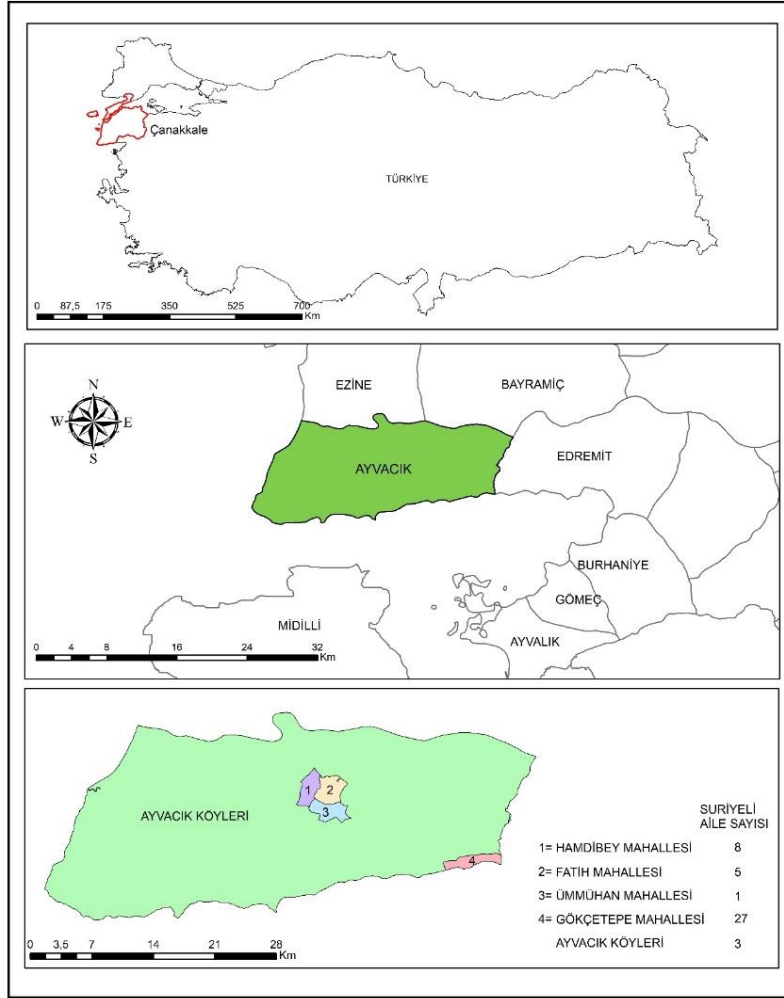 Çanakkale
TÜRKİYE
0 87,5 175 350 525 700
Km
EZİNE
BAYRAMİÇ
N
W E
S
AYVACIK
EDREMİT
BURHANİYE
GÖMEÇ
MİDİLLİ
AYVALIK
0 4 8 16 24 32
Km
1
2
3
AYVACIK KÖYLERİ
4
SURİYELİ
AİLE SAYISI
1= HAMDİBEY MAHALLESİ 8
2= FATİH MAHALLESİ 5
3= ÜMMÜHAN MAHALLESİ 1
4= GÖKÇETEPE MAHALLESİ 27
AYVACIK KÖYLERİ 3
0 3,5 7 14 21 28
Km